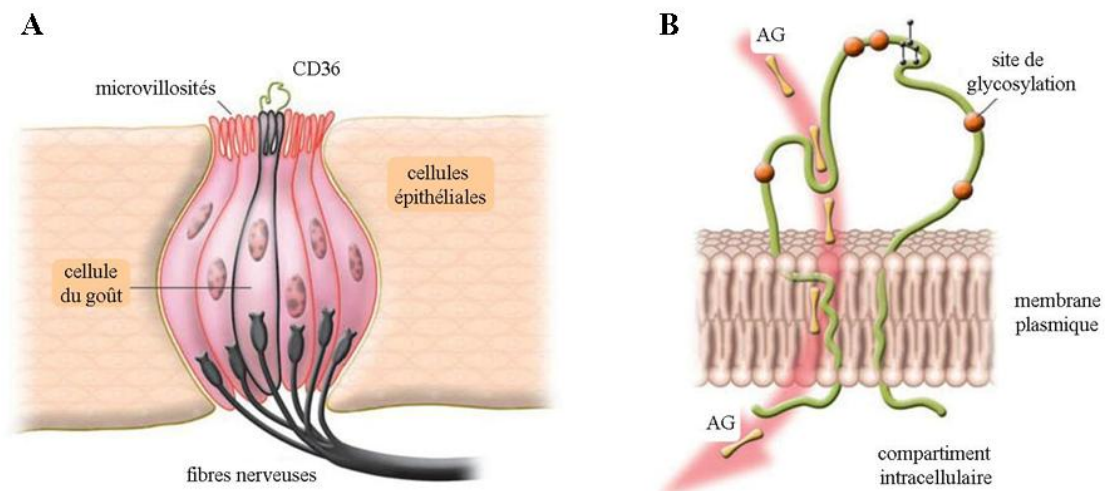 A
CD36
microvillosités
cellules
épithéliales
cellule
du goût
fibres nerveuses
B
AG
site de
glycosylation
membrane
plasmique
AG
compartiment
intracellulaire